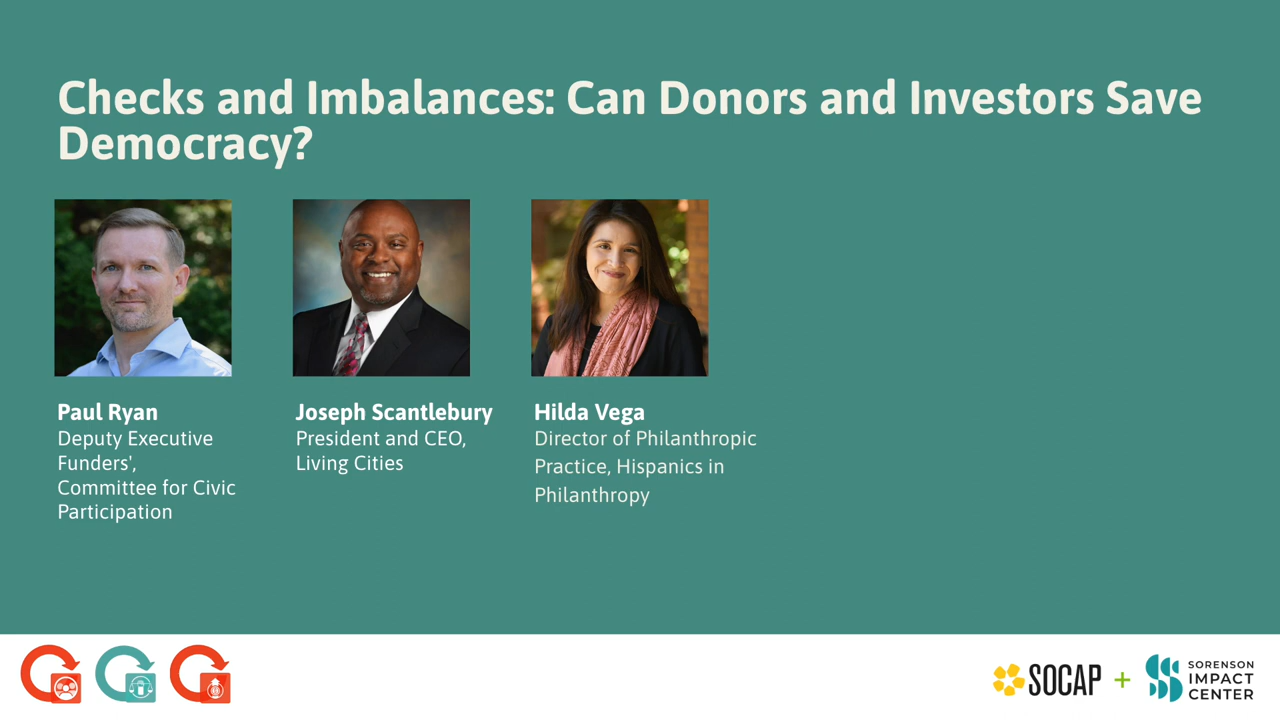 Checks and Imbalances: Can Donors and Investors Save
Democracy?
Paul Ryan
Deputy Executive
Funders',
Committee for Civic
Participation
Joseph Scantlebury
President and CEO,
Living Cities
Hilda Vega
Director of Philanthropic
Practice, Hispanics in
Philanthropy
SOCAP +
SORENSON
IMPACT
CENTER